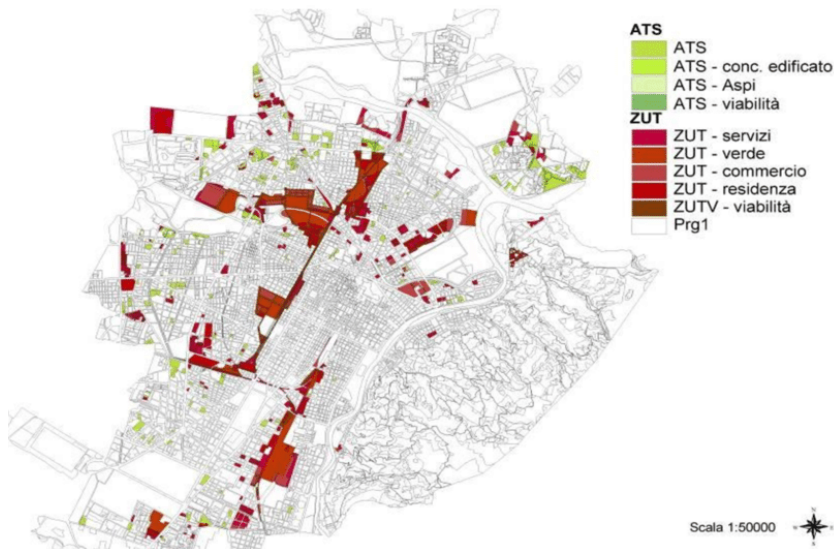 ATS
ATS
ATS - conc. edificato
ATS - Aspi
ATS - viabilità
ZUT
ZUT - servizi
ZUT - verde
ZUT - commercio
ZUT - residenza
ZUTV - viabilità
Prg1
Scala 1:50000
N
W E
S